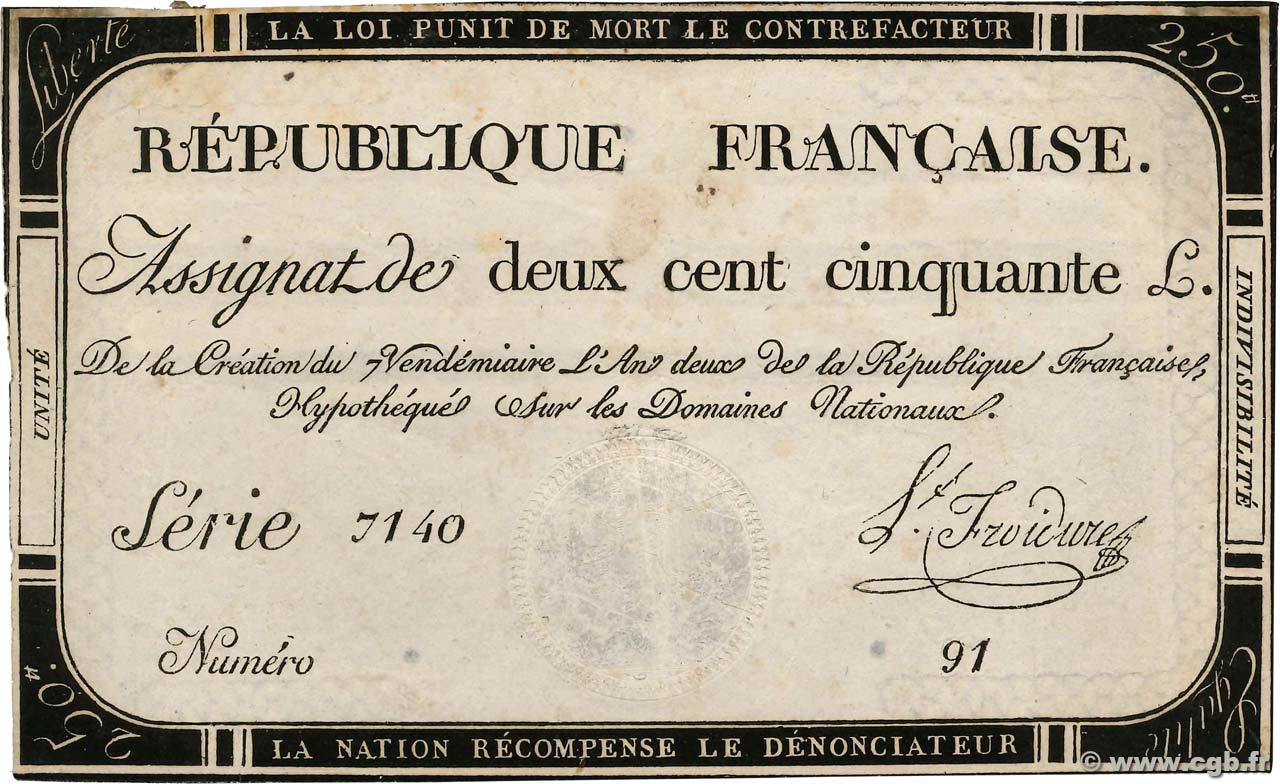 Liberté
LA LOI PUNIT DE MORT LE CONTREFACTEUR
250.#
RÉPUBLIQUE FRANÇAISE.
Assignat de deux cent cinquante L.
De la Création du 7 Vendémiaire L'An deux de la République Française,
Hypothéqué sur les Domaines Nationaux.
UNITÉ
INDIVISIBILITÉ
Série 7140
L.t Froidure
Numéro
91
250.#
LA NATION RÉCOMPENSE LE DÉNONCIATEUR
Egalité
© www.cgb.fr